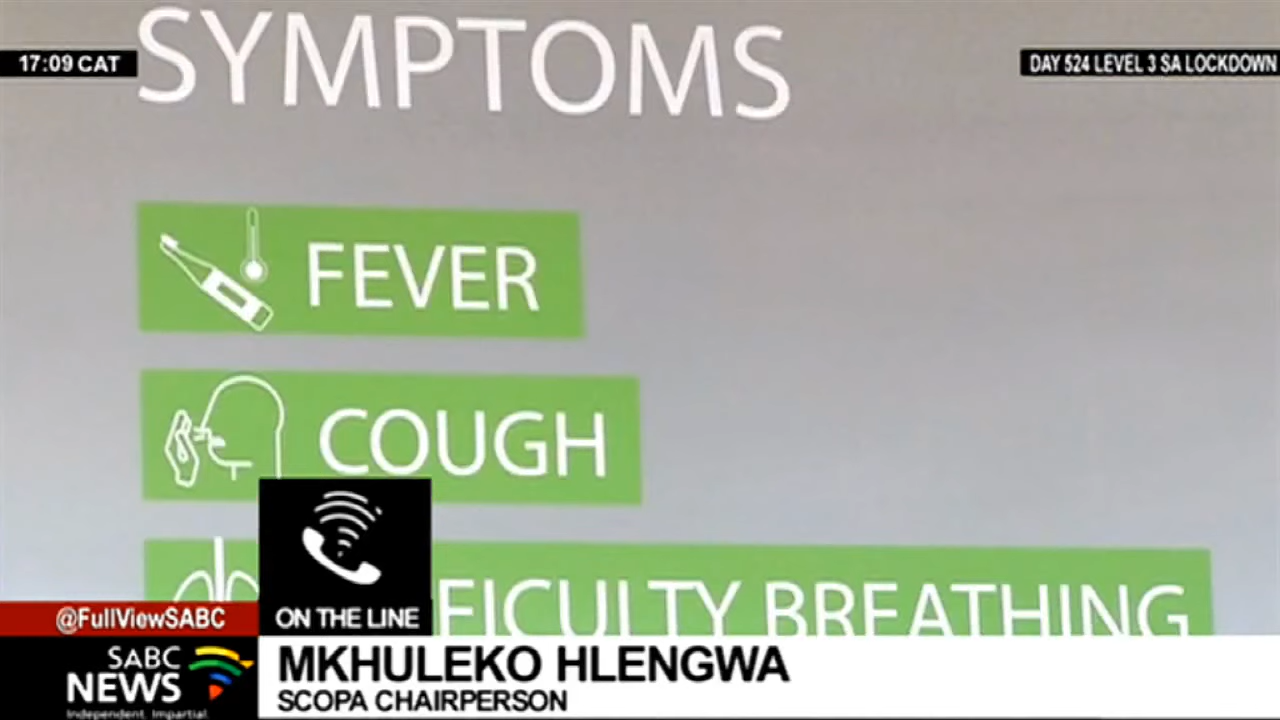 SYMPTOMS
17:09 CAT
DAY 524 LEVEL 3 SA LOCKDOWN
FEVER
COUGH
FICULTY BREATHING
@FullViewSABC
ON THE LINE
SABC
NEWS
Independent. Impartial.
MKHULEKO HLENGWA
SCOPA CHAIRPERSON